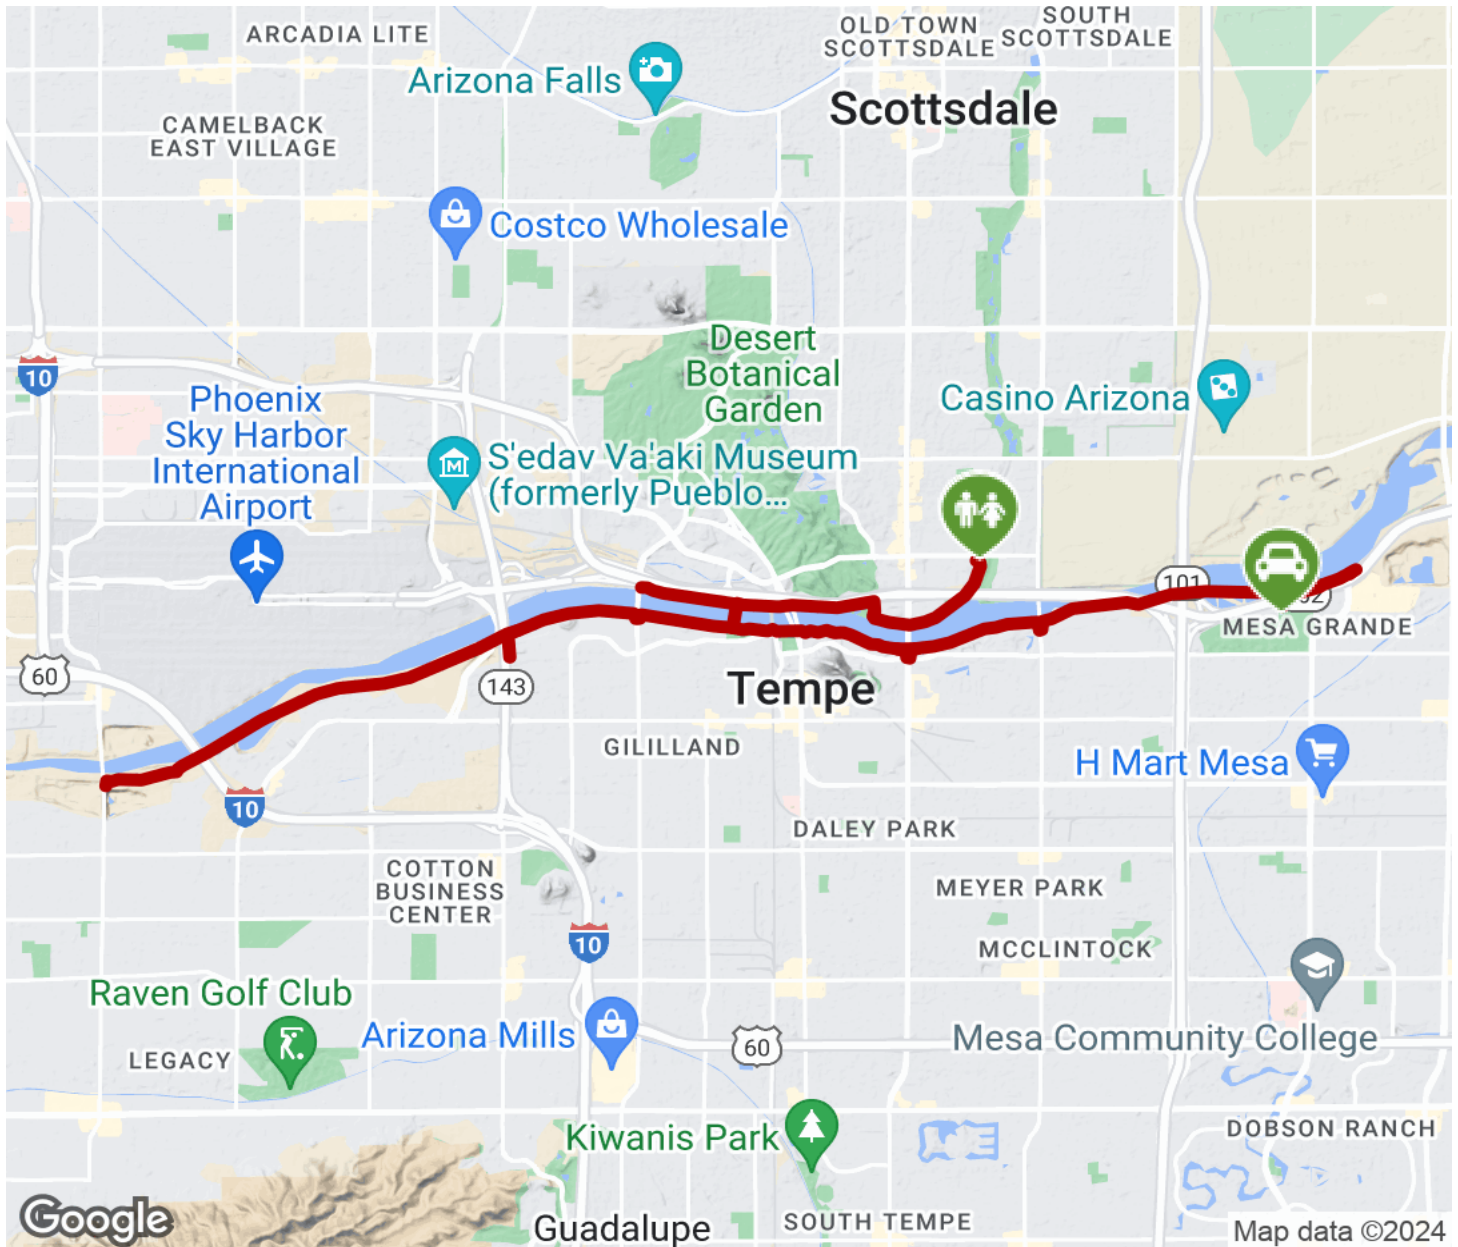 ARCADIA LITE
OLD TOWN
SCOTTSDALE
SOUTH
SCOTTSDALE
Arizona Falls
Scottsdale
CAMELBACK
EAST VILLAGE
Costco Wholesale
Desert
Botanical
Garden
10
Phoenix
Sky Harbor
International
Airport
Casino Arizona
S'edav Va'aki Museum
(formerly Pueblo...
M
101
MESA GRANDE
60
143
Tempe
GILILLAND
H Mart Mesa
10
DALEY PARK
COTTON
BUSINESS
CENTER
MEYER PARK
10
MCCLINTOCK
Raven Golf Club
Arizona Mills
60
Mesa Community College
LEGACY
Kiwanis Park
DOBSON RANCH
Google
Guadalupe
SOUTH TEMPE
Map data ©2024